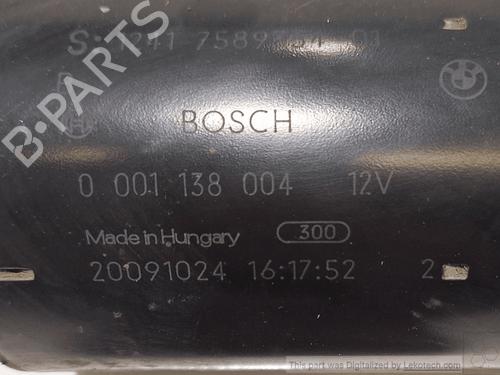 B-PARTS
BMW
BOSCH
0 001 138 004 12V
Made in Hungary 300
20091024 16:17:52 2
This part was Digitalized by Lekotech.com